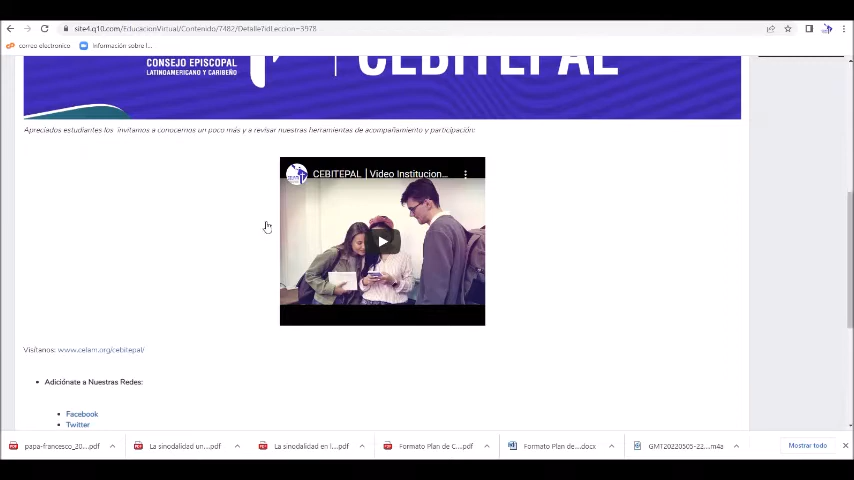 site4.q10.com/EducacionVirtual/Contenido/7482/Detalle?idLeccion=3978
correo electronico
Información sobre l...
CONSEJO EPISCOPAL
LATINOAMERICANO Y CARIBEÑO
CEBITEPAL
Apreciados estudiantes los invitamos a conocernos un poco más y a revisar nuestras herramientas de acompañamiento y participación:
CEBITEPAL | Video Institucion...
Visítanos: www.celam.org/cebitepal/
Adiciónate a Nuestras Redes:
Facebook
Twitter
papa-francesco_20....pdf
La sinodalidad un....pdf
La sinodalidad en l....pdf
Formato Plan de C....pdf
Formato Plan de....docx
GMT20220505-22....m4a
Mostrar todo